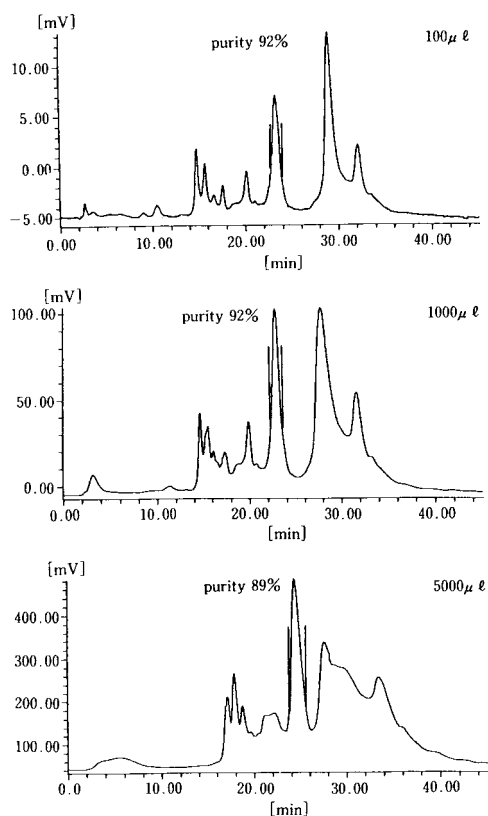 [mV]
purity 92%
100μ ℓ
10.00
5.00
0.00
−5.00
0.00 10.00 20.00 30.00 40.00
[min]
[mV]
purity 92%
1000μ ℓ
100.00
50.00
0.00
0.00 10.00 20.00 30.00 40.00
[min]
[mV]
purity 89%
5000μ ℓ
400.00
300.00
200.00
100.00
0.0 10.00 20.00 30.00 40.00
[min]